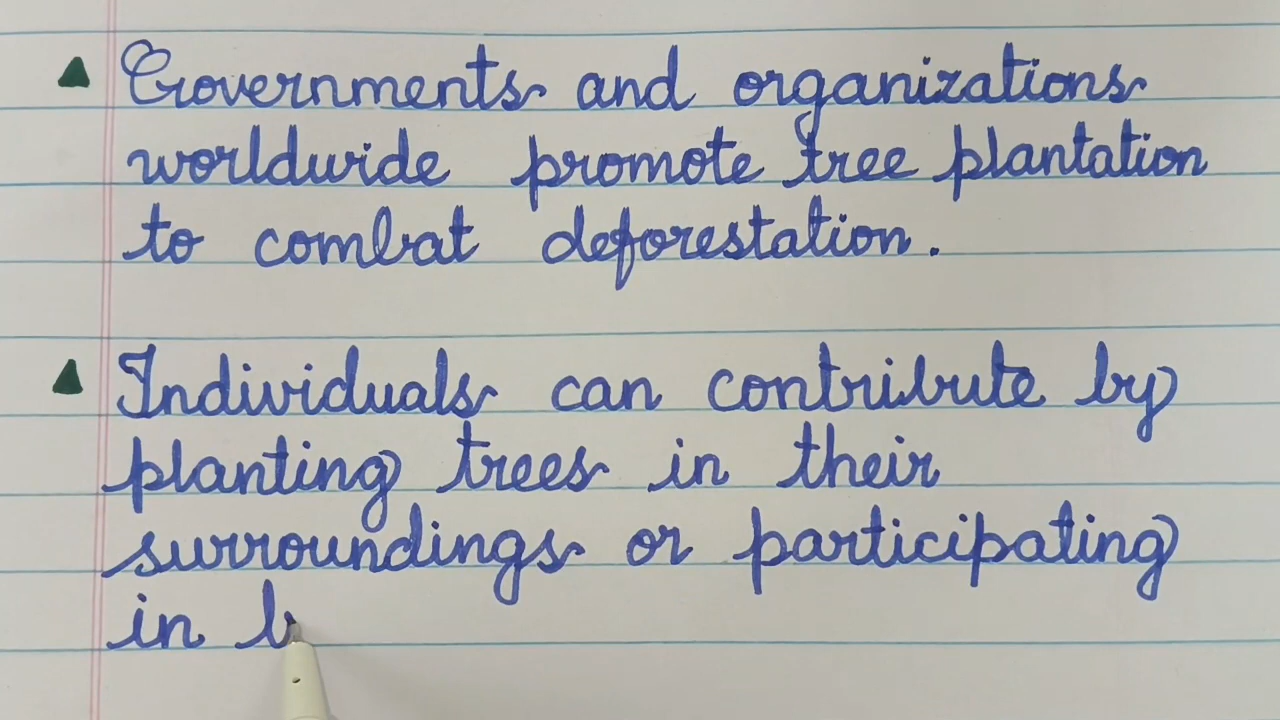 Governments and organizations
worldwide promote tree plantation
to combat deforestation.
Individuals can contribute by
planting trees in their
surroundings or participating
in